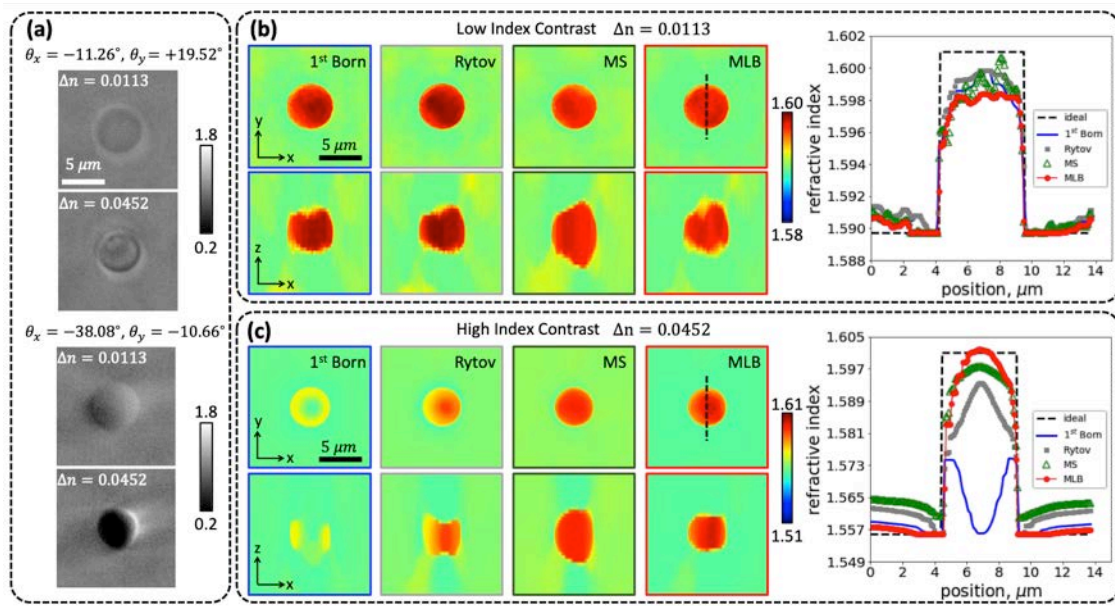 (a)
θx = −11.26°, θy = +19.52°
Δn = 0.0113
5 μm
Δn = 0.0452
1.8
0.2
θx = −38.08°, θy = −10.66°
Δn = 0.0113
Δn = 0.0452
1.8
0.2
(b) Low Index Contrast Δn = 0.0113
1st Born
Rytov
MS
MLB
y
x
5 μm
z
x
1.60
1.58
refractive index
1.602
1.600
1.598
1.596
1.594
1.592
1.590
1.588
0 2 4 6 8 10 12 14
position, μm
ideal
1st Born
Rytov
MS
MLB
(c) High Index Contrast Δn = 0.0452
1st Born
Rytov
MS
MLB
y
x
5 μm
z
x
1.61
1.51
refractive index
1.605
1.597
1.589
1.581
1.573
1.565
1.557
1.549
0 2 4 6 8 10 12 14
position, μm
ideal
1st Born
Rytov
MS
MLB